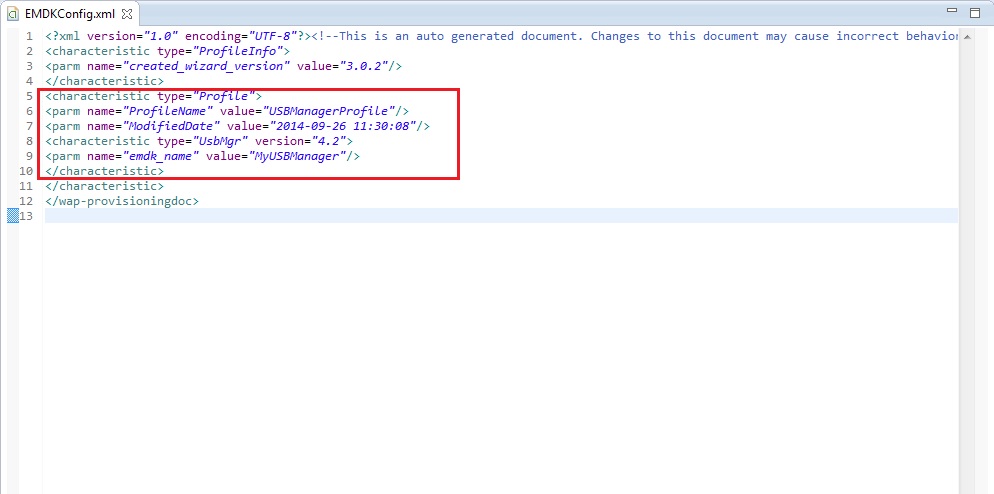 EMDKConfig.xml
1 <?xml version="1.0" encoding="UTF-8"?><!--This is an auto generated document. Changes to this document may cause incorrect behavior
2 <characteristic type="ProfileInfo">
3 <parm name="created_wizard_version" value="3.0.2"/>
4 </characteristic>
5 <characteristic type="Profile">
6 <parm name="ProfileName" value="USBManagerProfile"/>
7 <parm name="ModifiedDate" value="2014-09-26 11:30:08"/>
8 <characteristic type="UsbMgr" version="4.2">
9 <parm name="emdk_name" value="MyUSBManager"/>
10 </characteristic>
11 </characteristic>
12 </wap-provisioningdoc>
13